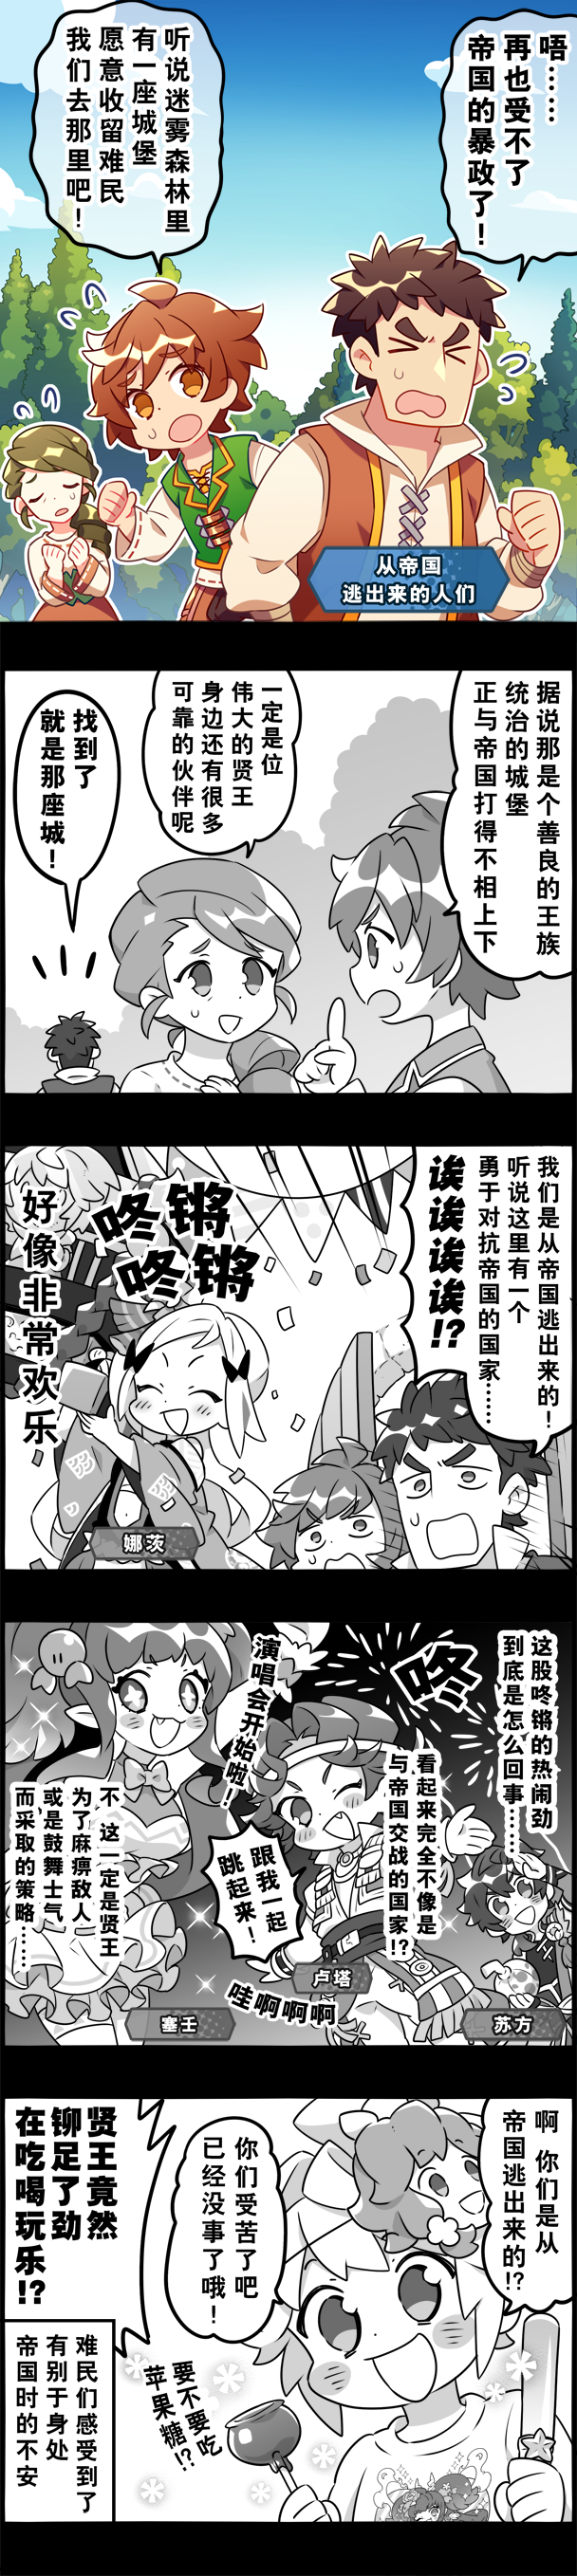 唔……
再也受不了
帝国的暴政了！
听说迷雾森林里
有一座城堡
愿意收留难民
我们去那里吧！
从帝国
逃出来的人们
据说那是个善良的王族
统治的城堡
正与帝国打得不相上下
一定是位
伟大的贤王
身边还有很多
可靠的伙伴呢
找到了
就是那座城！
我们是从帝国逃出来的！
听说这里有一个
勇于对抗帝国的国家……
诶诶诶诶!?
咚锵
咚锵
好像非常欢乐
娜茨
这股咚锵的热闹劲
到底是怎么回事……
咚
看起来完全不像是
与帝国交战的国家!?
演唱会开始啦！
跟我一起
跳起来！
不 这一定是贤王
为了麻痹敌人
或是鼓舞士气
而采取的策略……
哇啊啊啊
卢塔
塞壬
苏方
啊 你们是从
帝国逃出来的!?
你们受苦了吧
已经没事了哦！
贤王竟然
铆足了劲
在吃喝玩乐!?
要不要吃
苹果糖!?
难民们感受到了
有别于身处
帝国时的不安